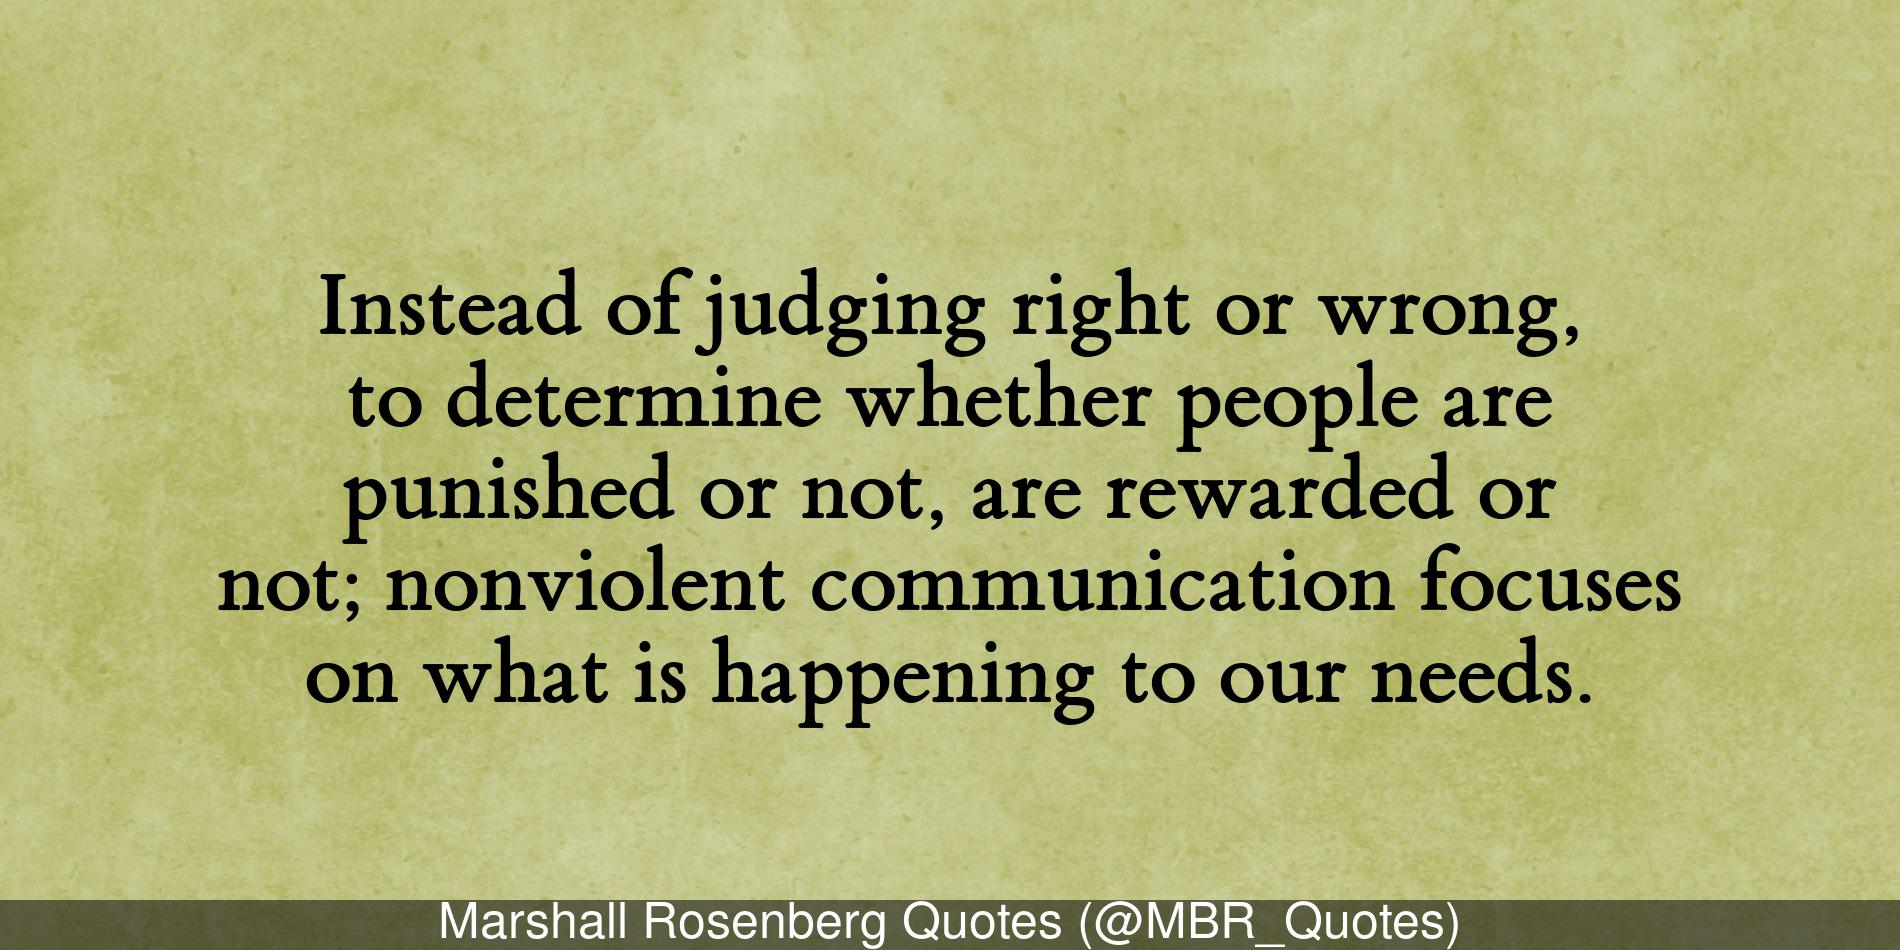 Instead of judging right or wrong,
to determine whether people are
punished or not, are rewarded or
not; nonviolent communication focuses
on what is happening to our needs.
Marshall Rosenberg Quotes (@MBR_Quotes)